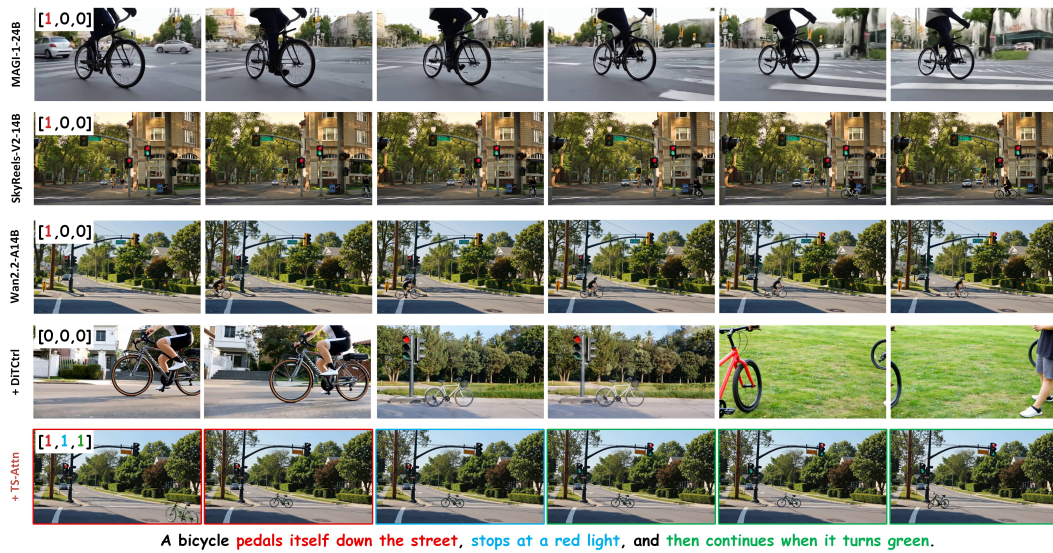 MAGI-1-24B
[1,0,0]
SkyReels-V2-14B
[1,0,0]
Wan2.2-A14B
[1,0,0]
+ DiTCtrl
[0,0,0]
+ TS-Attn
[1,1,1]
A bicycle pedals itself down the street, stops at a red light, and then continues when it turns green.